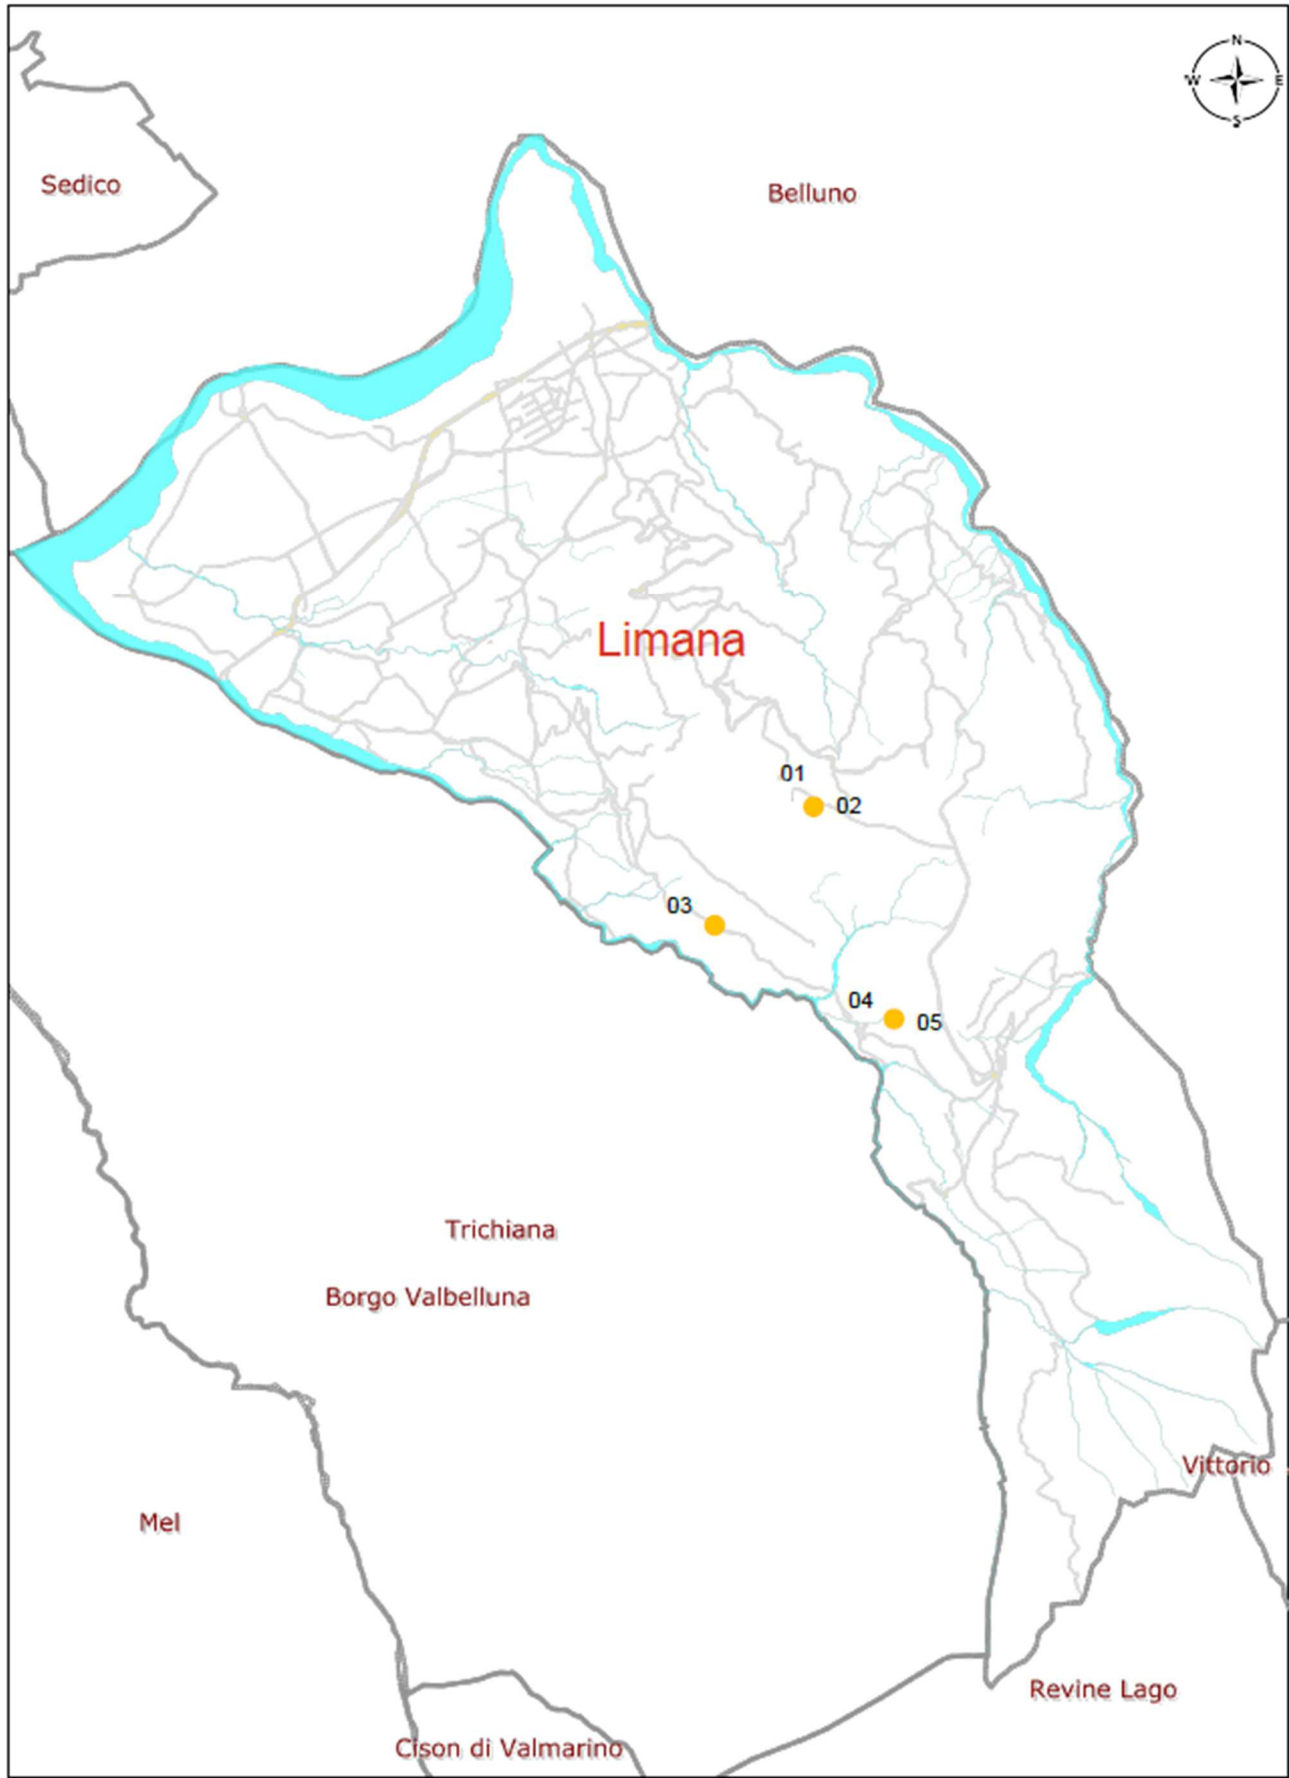 N
W E
S
Sedico
Belluno
Limana
01
02
03
04
05
Trichiana
Borgo Valbelluna
Vittorio
Mel
Revine Lago
Cison di Valmarino